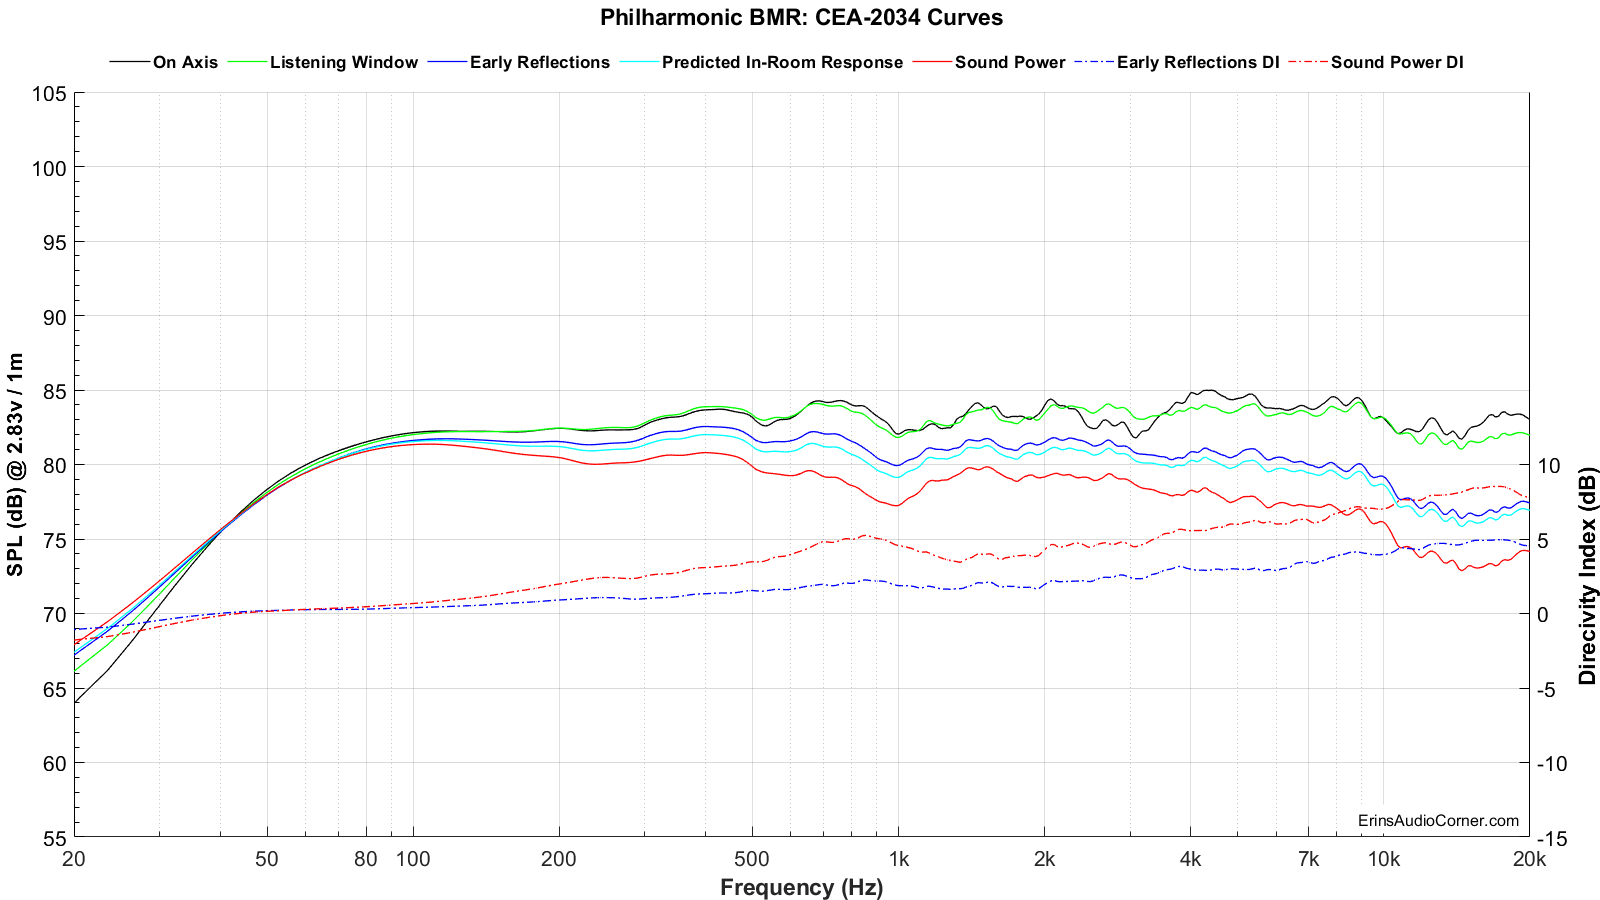 Philharmonic BMR: CEA-2034 Curves
On Axis Listening Window Early Reflections Predicted In-Room Response Sound Power Early Reflections DI Sound Power DI
105
100
95
90
85
80
75
70
65
60
55
SPL (dB) @ 2.83v / 1m
10
5
0
-5
-10
-15
Direcivity Index (dB)
ErinsAudioCorner.com
20 50 80 100 200 500 1k 2k 4k 7k 10k 20k
Frequency (Hz)